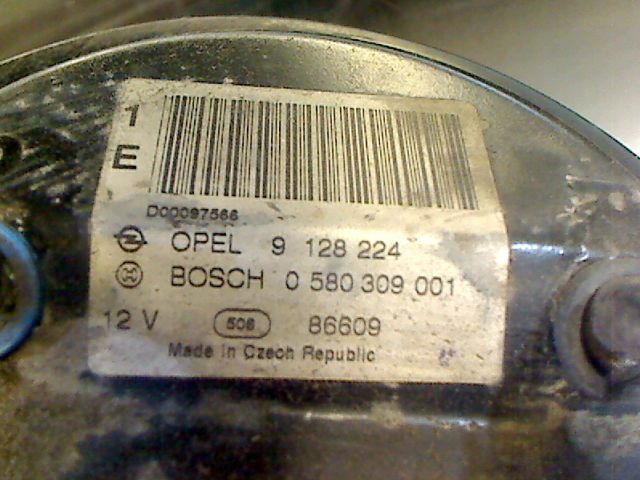 1
E
D00097566
OPEL 9 128 224
BOSCH 0 580 309 001
12 V 508 86609
Made in Czech Republic